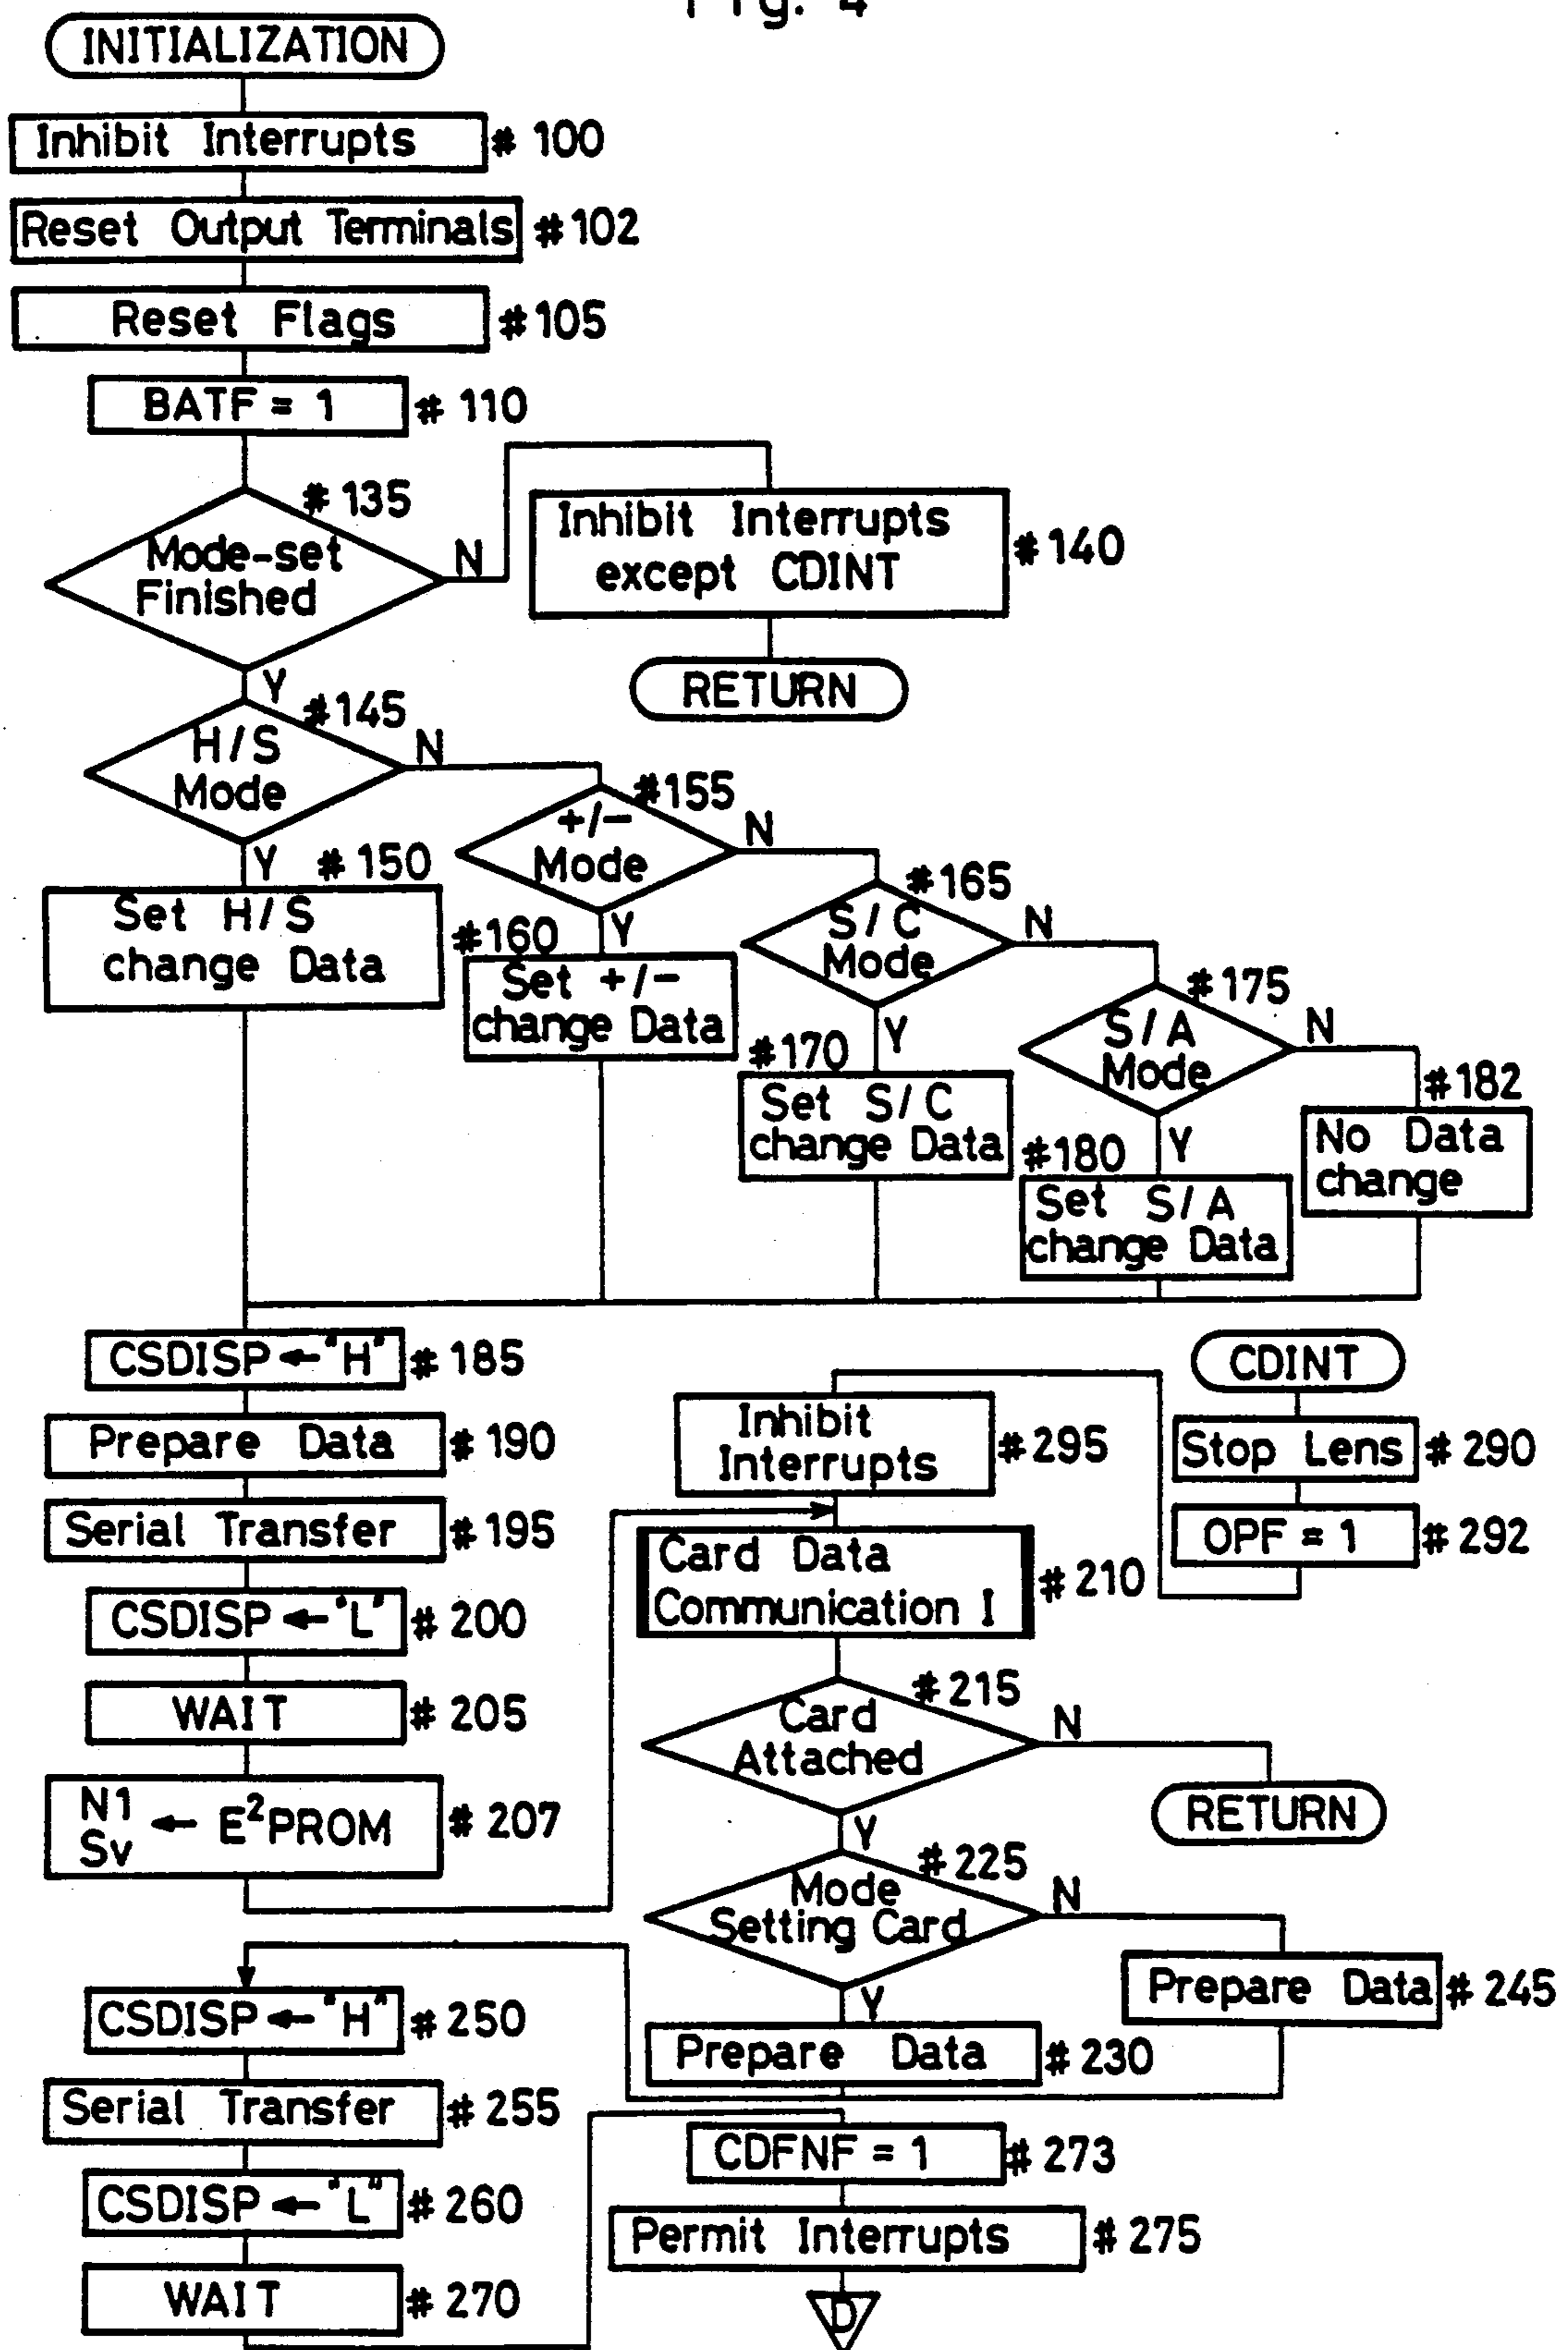 Fig. 4
INITIALIZATION
Inhibit Interrupts
# 100
Reset Output Terminals
# 102
Reset Flags
# 105
BATF = 1
# 110
# 135
Mode-set
Finished
N
Y
Inhibit Interrupts
except CDINT
# 140
RETURN
# 145
H/S
Mode
N
Y
# 150
Set H/S
change Data
# 155
+/-
Mode
N
Y
# 160
Set +/-
change Data
# 165
S/C
Mode
N
Y
# 170
Set S/C
change Data
# 175
S/A
Mode
N
Y
# 180
Set S/A
change Data
# 182
No Data
change
CSDISP ← "H"
# 185
Prepare Data
# 190
Serial Transfer
# 195
CSDISP ← "L"
# 200
WAIT
# 205
N1
Sv
← E²PROM
# 207
CDINT
Stop Lens
# 290
OPF = 1
# 292
Inhibit
Interrupts
# 295
Card Data
Communication I
# 210
# 215
Card
Attached
N
Y
RETURN
# 225
Mode
Setting Card
N
Y
Prepare Data
# 245
Prepare Data
# 230
CSDISP ← "H"
# 250
Serial Transfer
# 255
CSDISP ← "L"
# 260
WAIT
# 270
CDFNF = 1
# 273
Permit Interrupts
# 275
D